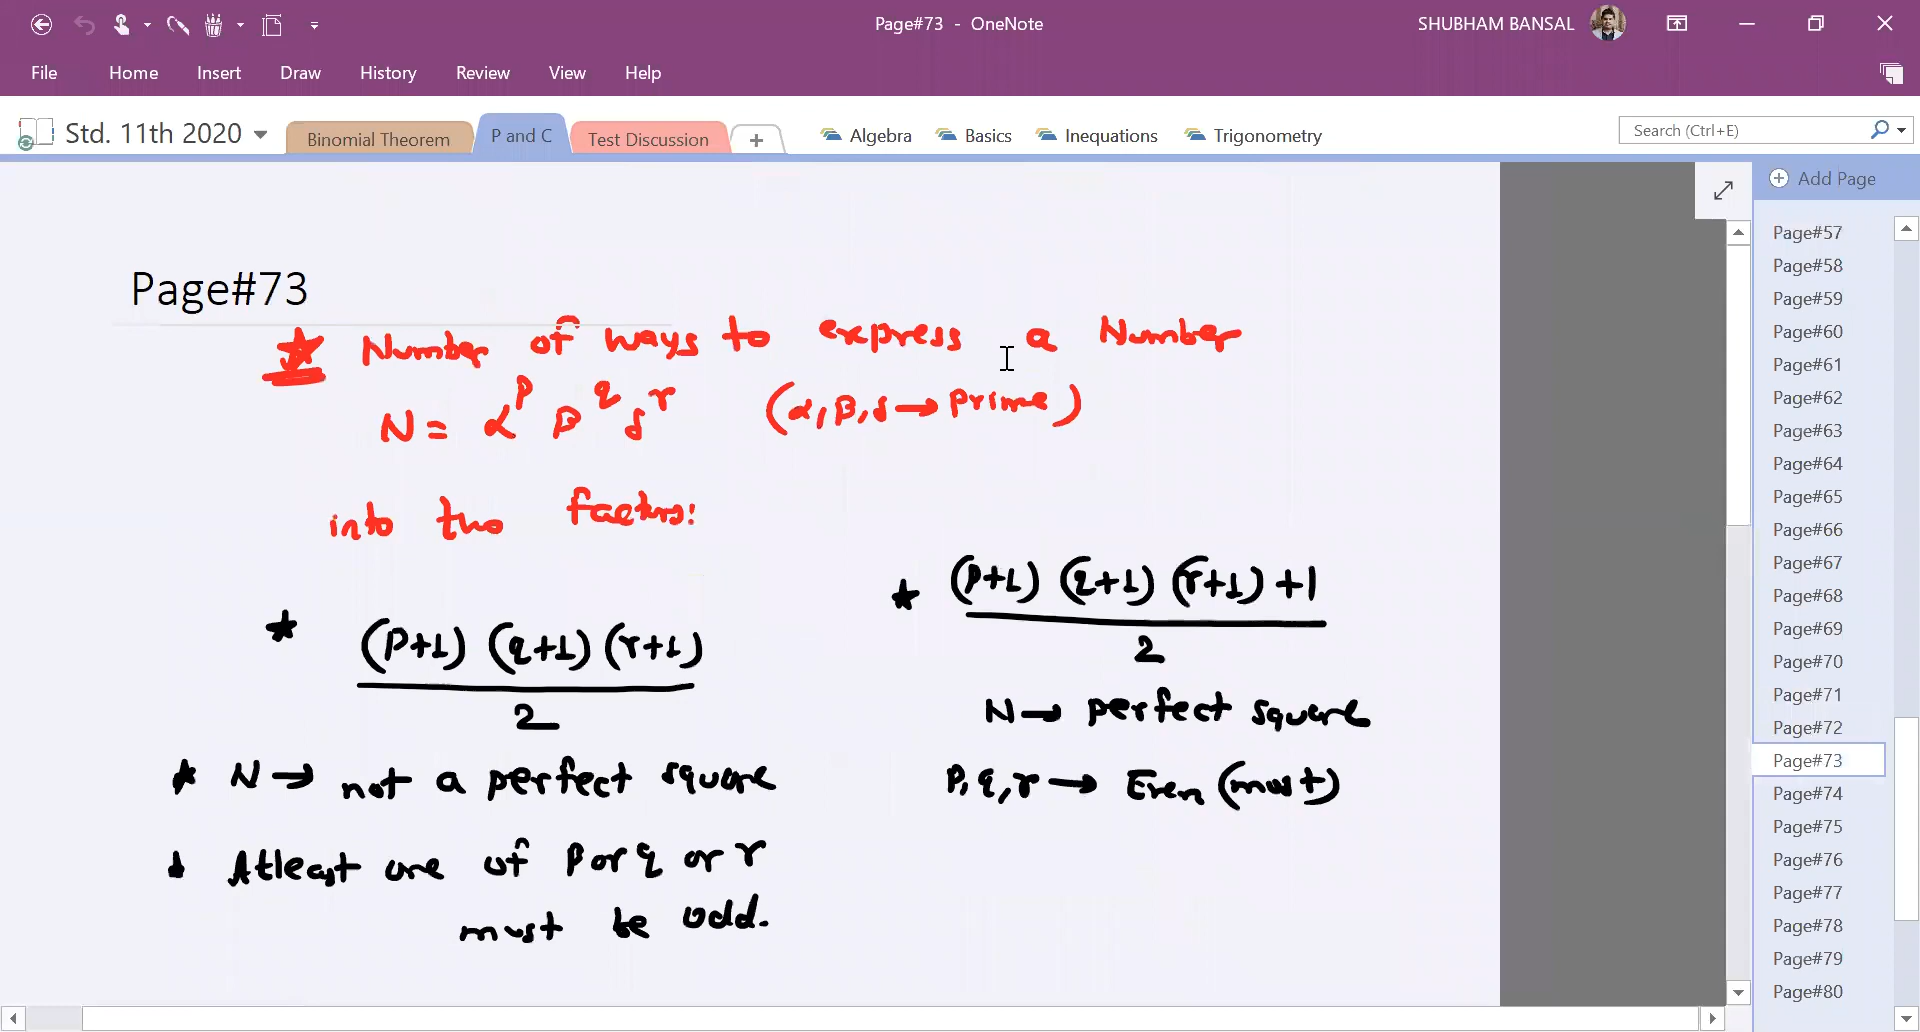 Page#73 - OneNote
SHUBHAM BANSAL
File Home Insert Draw History Review View Help
Std. 11th 2020
Binomial Theorem
P and C
Test Discussion
+
Algebra
Basics
Inequations
Trigonometry
Search (Ctrl+E)
Add Page
Page#57
Page#58
Page#59
Page#60
Page#61
Page#62
Page#63
Page#64
Page#65
Page#66
Page#67
Page#68
Page#69
Page#70
Page#71
Page#72
Page#73
Page#74
Page#75
Page#76
Page#77
Page#78
Page#79
Page#80
Page#73
★ Number of ways to express a Number
N = α^p β^q δ^r (α, β, δ → Prime)
into two factors:
★ (p+1) (q+1) (r+1)
2
★ N → not a perfect square
★ Atleast one of p or q or r
must be odd.
★ (p+1) (q+1) (r+1) +1
2
N → perfect square
p, q, r → Even (must)